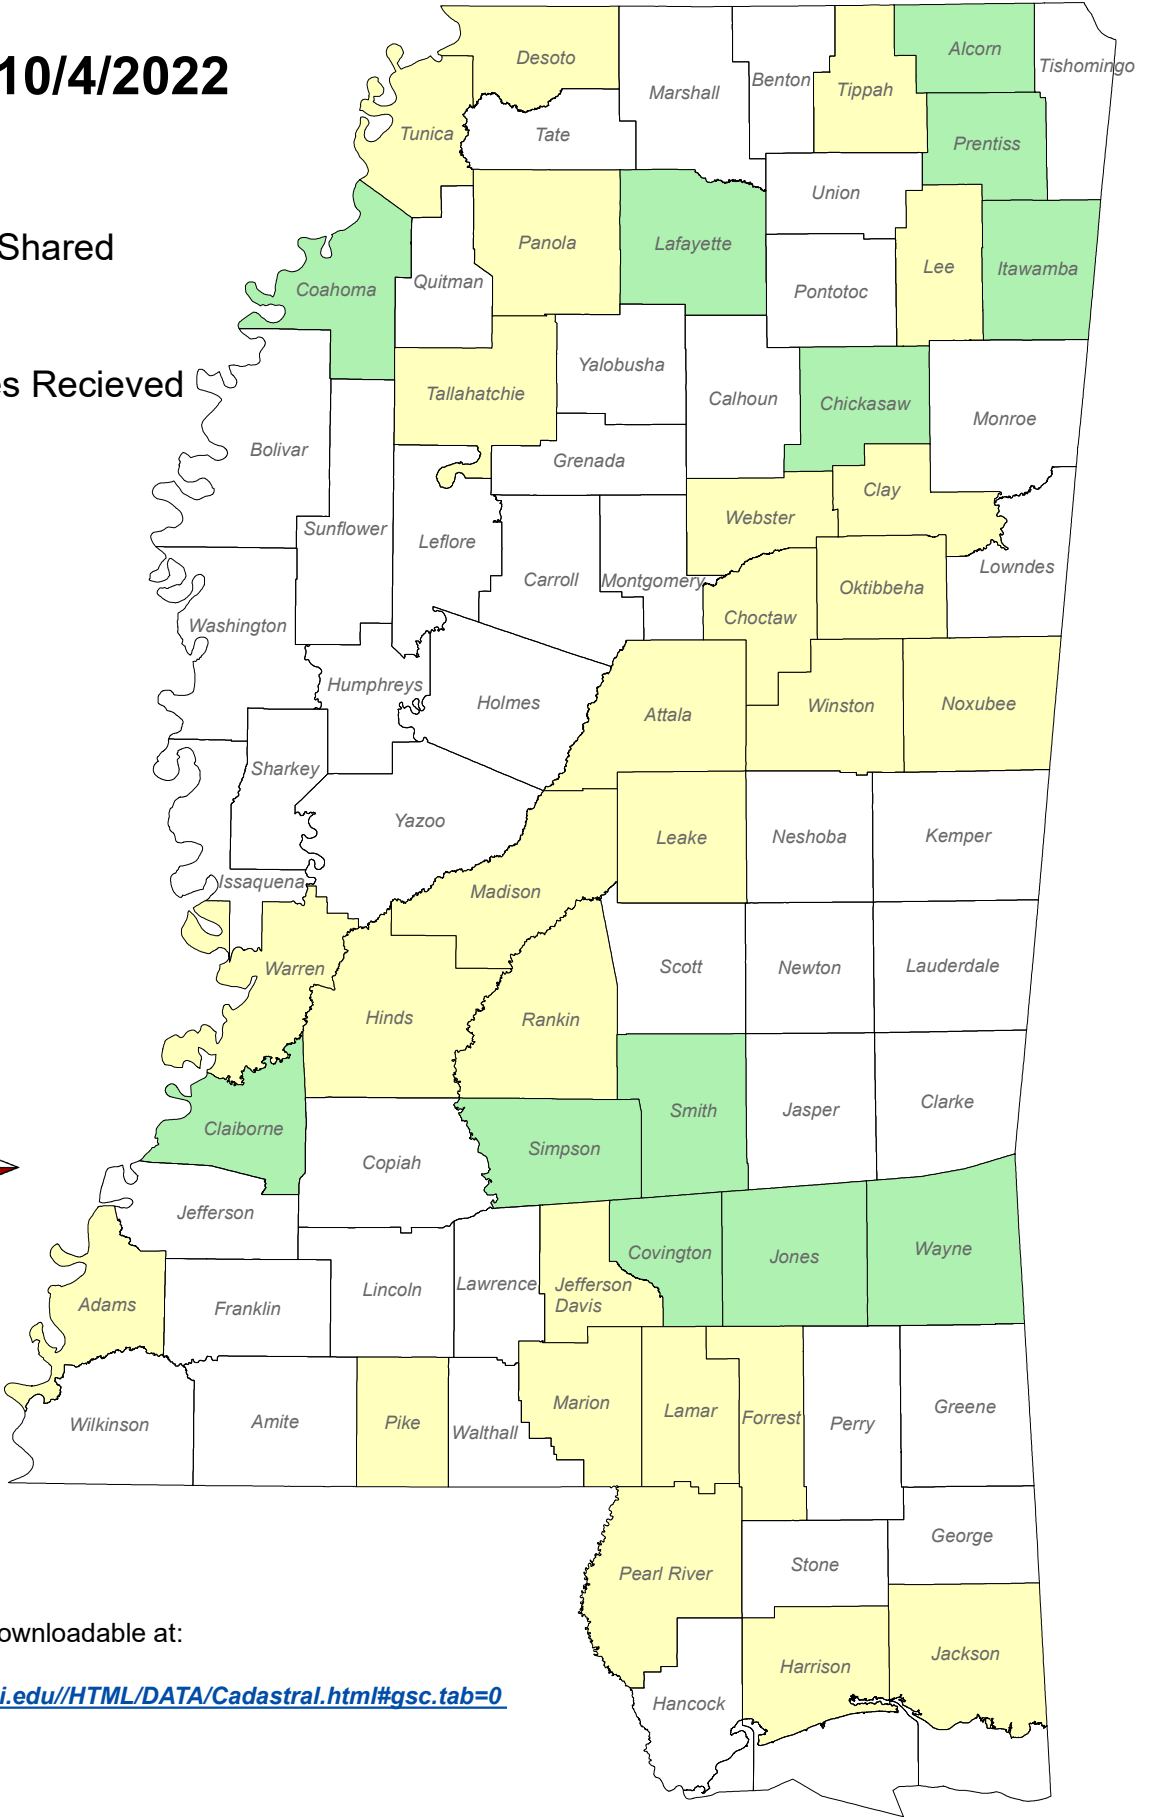 10/4/2022
Shared
es Recieved
Desoto
Marshall
Benton
Tippah
Alcorn
Tishomingo
Tunica
Tate
Prentiss
Union
Panola
Lafayette
Lee
Itawamba
Coahoma
Quitman
Pontotoc
Yalobusha
Tallahatchie
Calhoun
Chickasaw
Monroe
Bolivar
Grenada
Clay
Webster
Sunflower
Leflore
Carroll
Montgomery
Lowndes
Oktibbeha
Choctaw
Washington
Humphreys
Holmes
Attala
Winston
Noxubee
Sharkey
Yazoo
Leake
Neshoba
Kemper
Issaquena
Madison
Warren
Scott
Newton
Lauderdale
Hinds
Rankin
Smith
Jasper
Clarke
Claiborne
Simpson
Copiah
Jefferson
Covington
Jones
Wayne
Lincoln
Lawrence
Jefferson
Davis
Adams
Franklin
Marion
Lamar
Forrest
Perry
Greene
Wilkinson
Amite
Pike
Walthall
Pearl River
Stone
George
Harrison
Jackson
Hancock
ownloadable at:
i.edu//HTML/DATA/Cadastral.html#gsc.tab=0